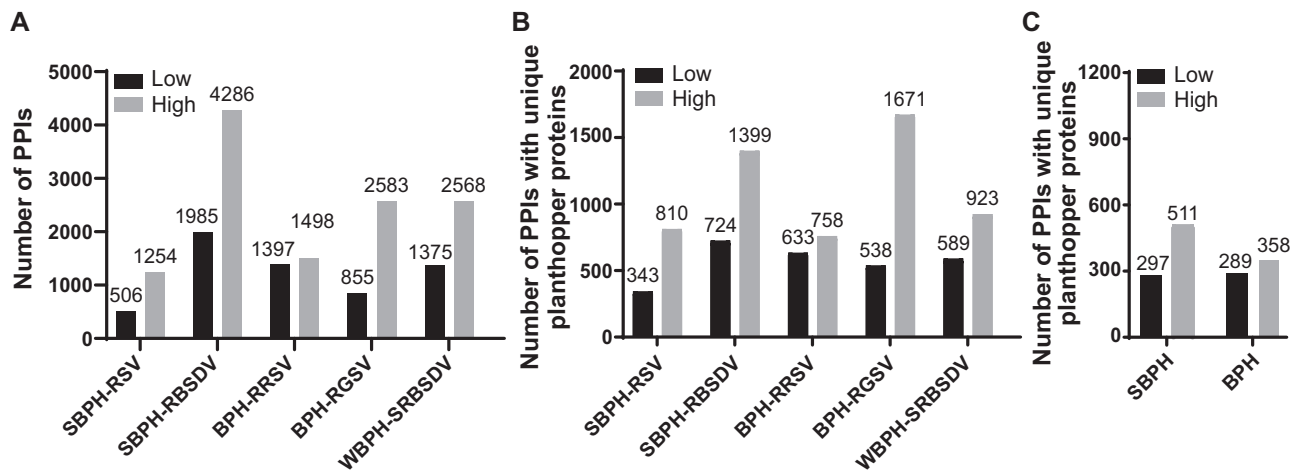 A
Number of PPIs
5000
4000
3000
2000
1000
0
Low
High
506
1254
1985
4286
1397
1498
855
2583
1375
2568
SBPH-RSV
SBPH-RBSDV
BPH-RRSV
BPH-RGSV
WBPH-SRBSDV
B
Number of PPIs with unique
planthopper proteins
2000
1500
1000
500
0
Low
High
343
810
724
1399
633
758
538
1671
589
923
SBPH-RSV
SBPH-RBSDV
BPH-RRSV
BPH-RGSV
WBPH-SRBSDV
C
Number of PPIs with unique
planthopper proteins
1200
900
600
300
0
Low
High
297
511
289
358
SBPH
BPH